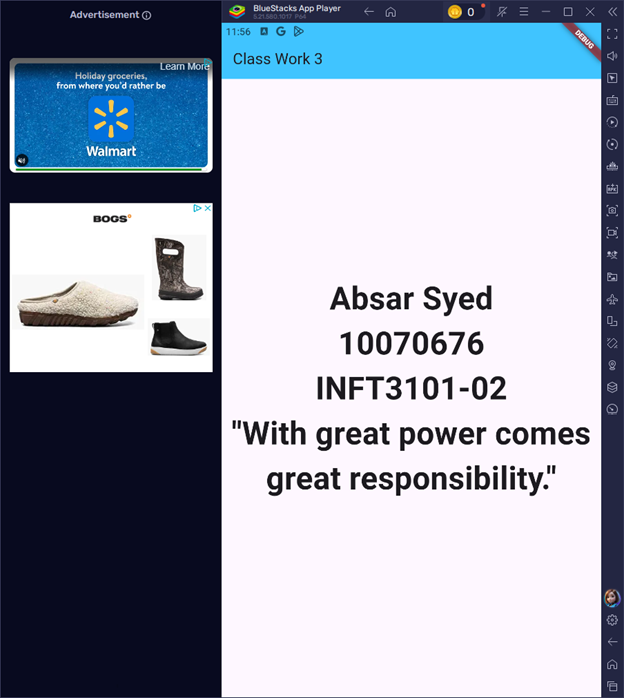 Advertisement
Learn More
Holiday groceries,
from where you'd rather be
Walmart
BOGS
BlueStacks App Player
5.21.580.1017 P64
0
11:56
DEBUG
Class Work 3
Absar Syed
10070676
INFT3101-02
"With great power comes
great responsibility."